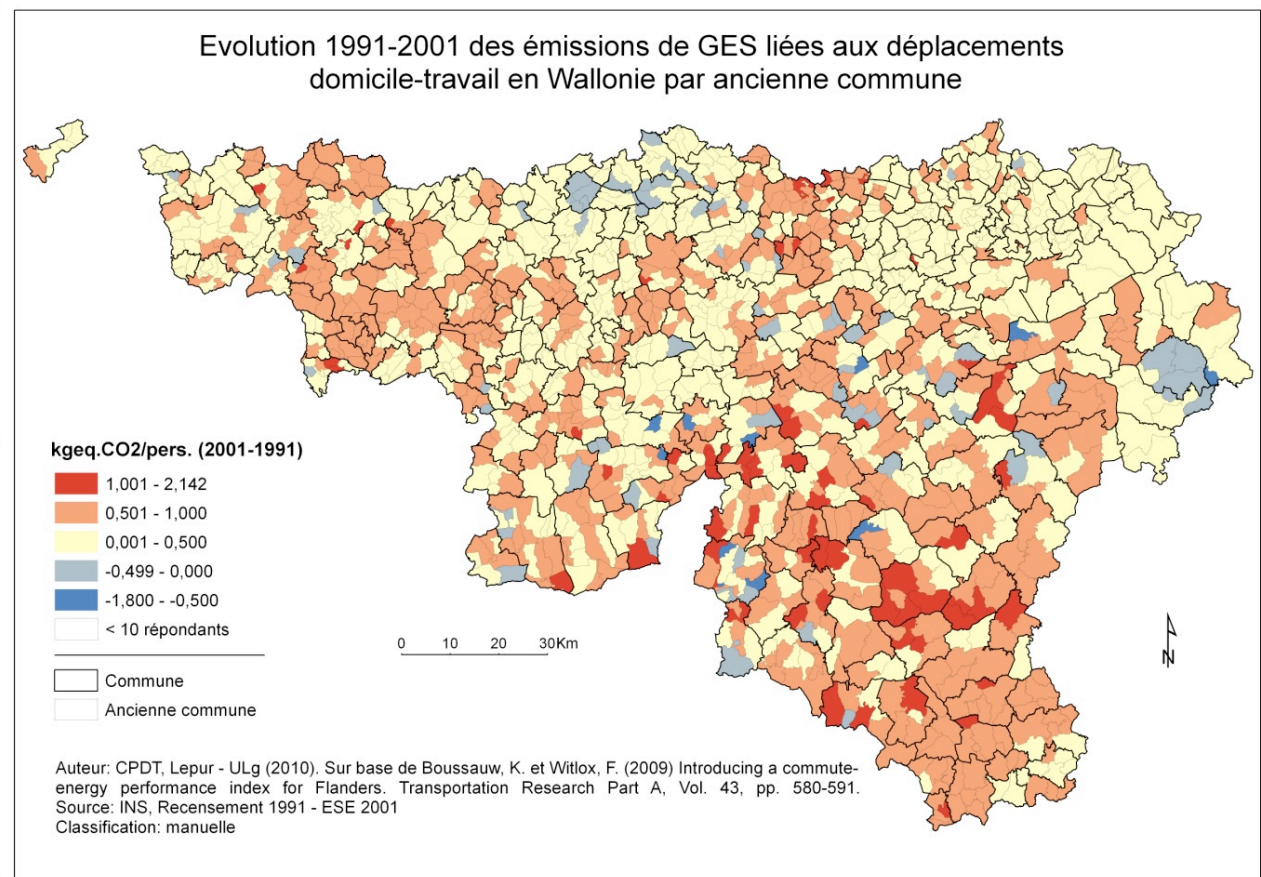 Evolution 1991-2001 des émissions de GES liées aux déplacements
domicile-travail en Wallonie par ancienne commune
kgeq.CO2/pers. (2001-1991)
1,001 - 2,142
0,501 - 1,000
0,001 - 0,500
-0,499 - 0,000
-1,800 - -0,500
< 10 répondants
Commune
Ancienne commune
0 10 20 30Km
N
Auteur: CPDT, Lepur - ULg (2010). Sur base de Boussauw, K. et Witlox, F. (2009) Introducing a commute-
energy performance index for Flanders. Transportation Research Part A, Vol. 43, pp. 580-591.
Source: INS, Recensement 1991 - ESE 2001
Classification: manuelle